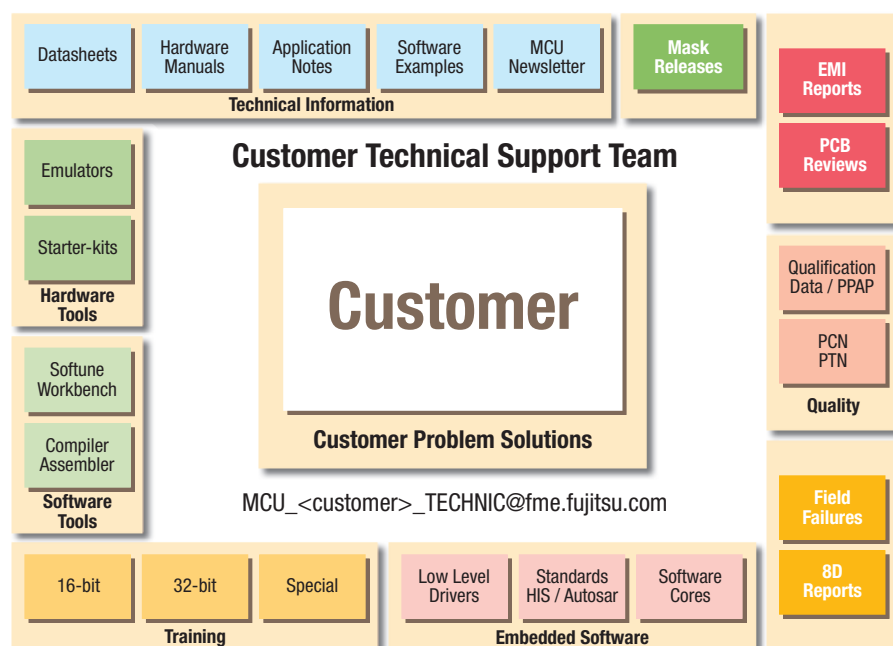 Datasheets
Hardware
Manuals
Application
Notes
Software
Examples
MCU
Newsletter
Technical Information
Mask
Releases
EMI
Reports
PCB
Reviews
Emulators
Starter-kits
Hardware
Tools
Customer Technical Support Team
Customer
Customer Problem Solutions
MCU_<customer>_TECHNIC@fme.fujitsu.com
Qualification
Data / PPAP
PCN
PTN
Quality
Softune
Workbench
Compiler
Assembler
Software
Tools
Field
Failures
8D
Reports
16-bit
32-bit
Special
Training
Low Level
Drivers
Standards
HIS / Autosar
Software
Cores
Embedded Software